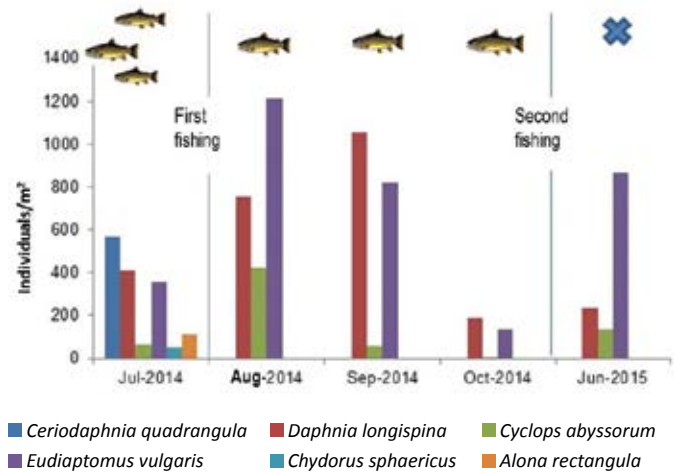 1400
1200
1000
800
600
400
200
0
Individuals/m²
First
fishing
Second
fishing
Jul-2014 Aug-2014 Sep-2014 Oct-2014 Jun-2015
Ceriodaphnia quadrangula Daphnia longispina Cyclops abyssorum
Eudiaptomus vulgaris Chydorus sphaericus Alona rectangula